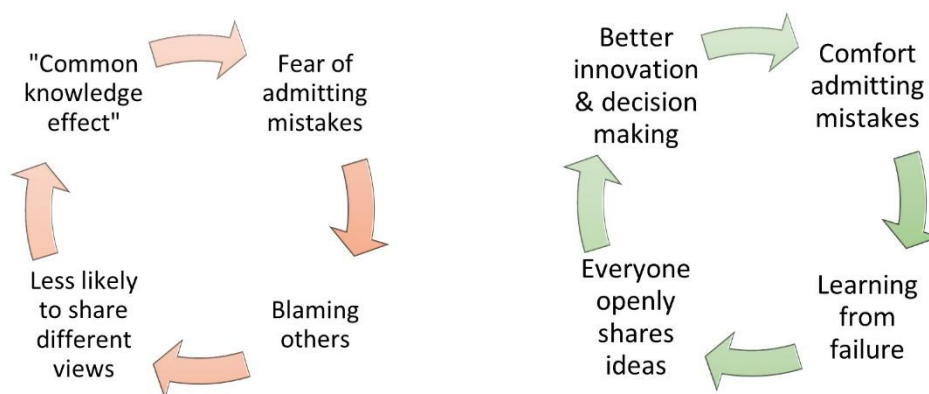 "Common
knowledge
effect"
Fear of
admitting
mistakes
Blaming
others
Less likely
to share
different
views
Better
innovation
& decision
making
Comfort
admitting
mistakes
Learning
from
failure
Everyone
openly
shares
ideas